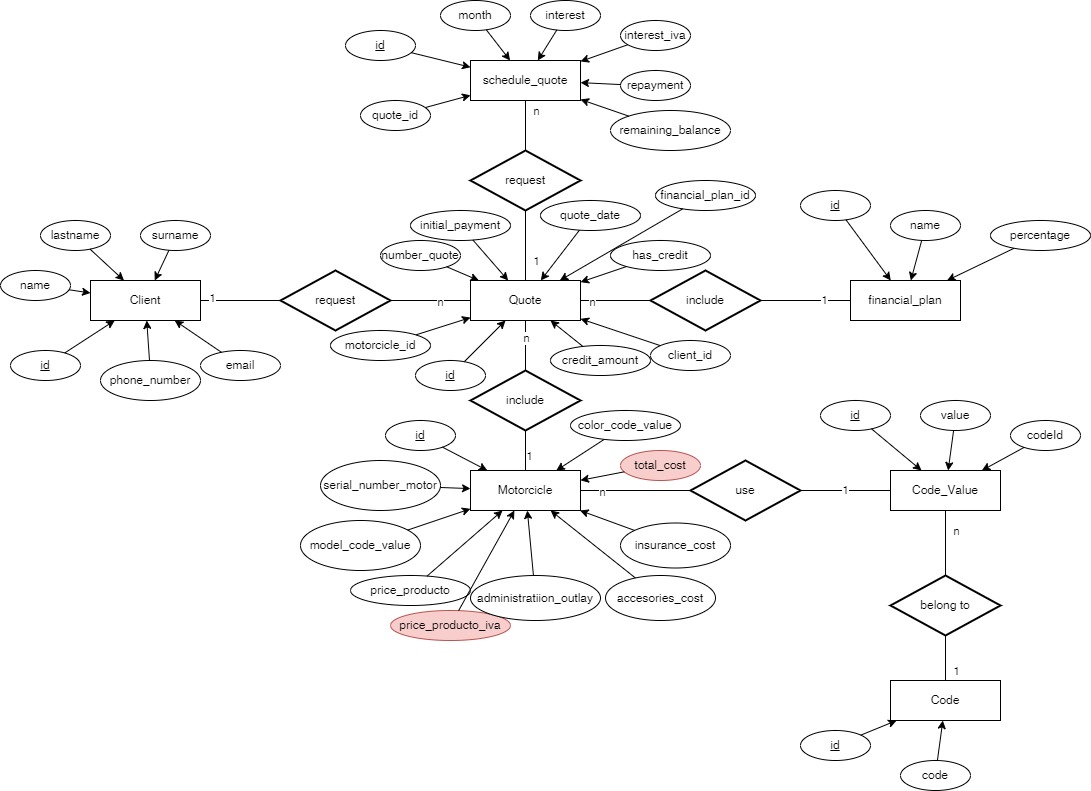 month
interest
id
interest_iva
schedule_quote
repayment
quote_id
n
remaining_balance
request
financial_plan_id
id
quote_date
initial_payment
name
lastname
surname
percentage
number_quote
has_credit
1
name
Client
1
request
n
Quote
n
include
1
financial_plan
n
motorcicle_id
client_id
credit_amount
id
phone_number
email
id
include
id
value
color_code_value
id
codeId
1
total_cost
serial_number_motor
Motorcicle
n
use
1
Code_Value
n
model_code_value
insurance_cost
price_producto
administratiion_outlay
accesories_cost
belong to
price_producto_iva
1
Code
id
code